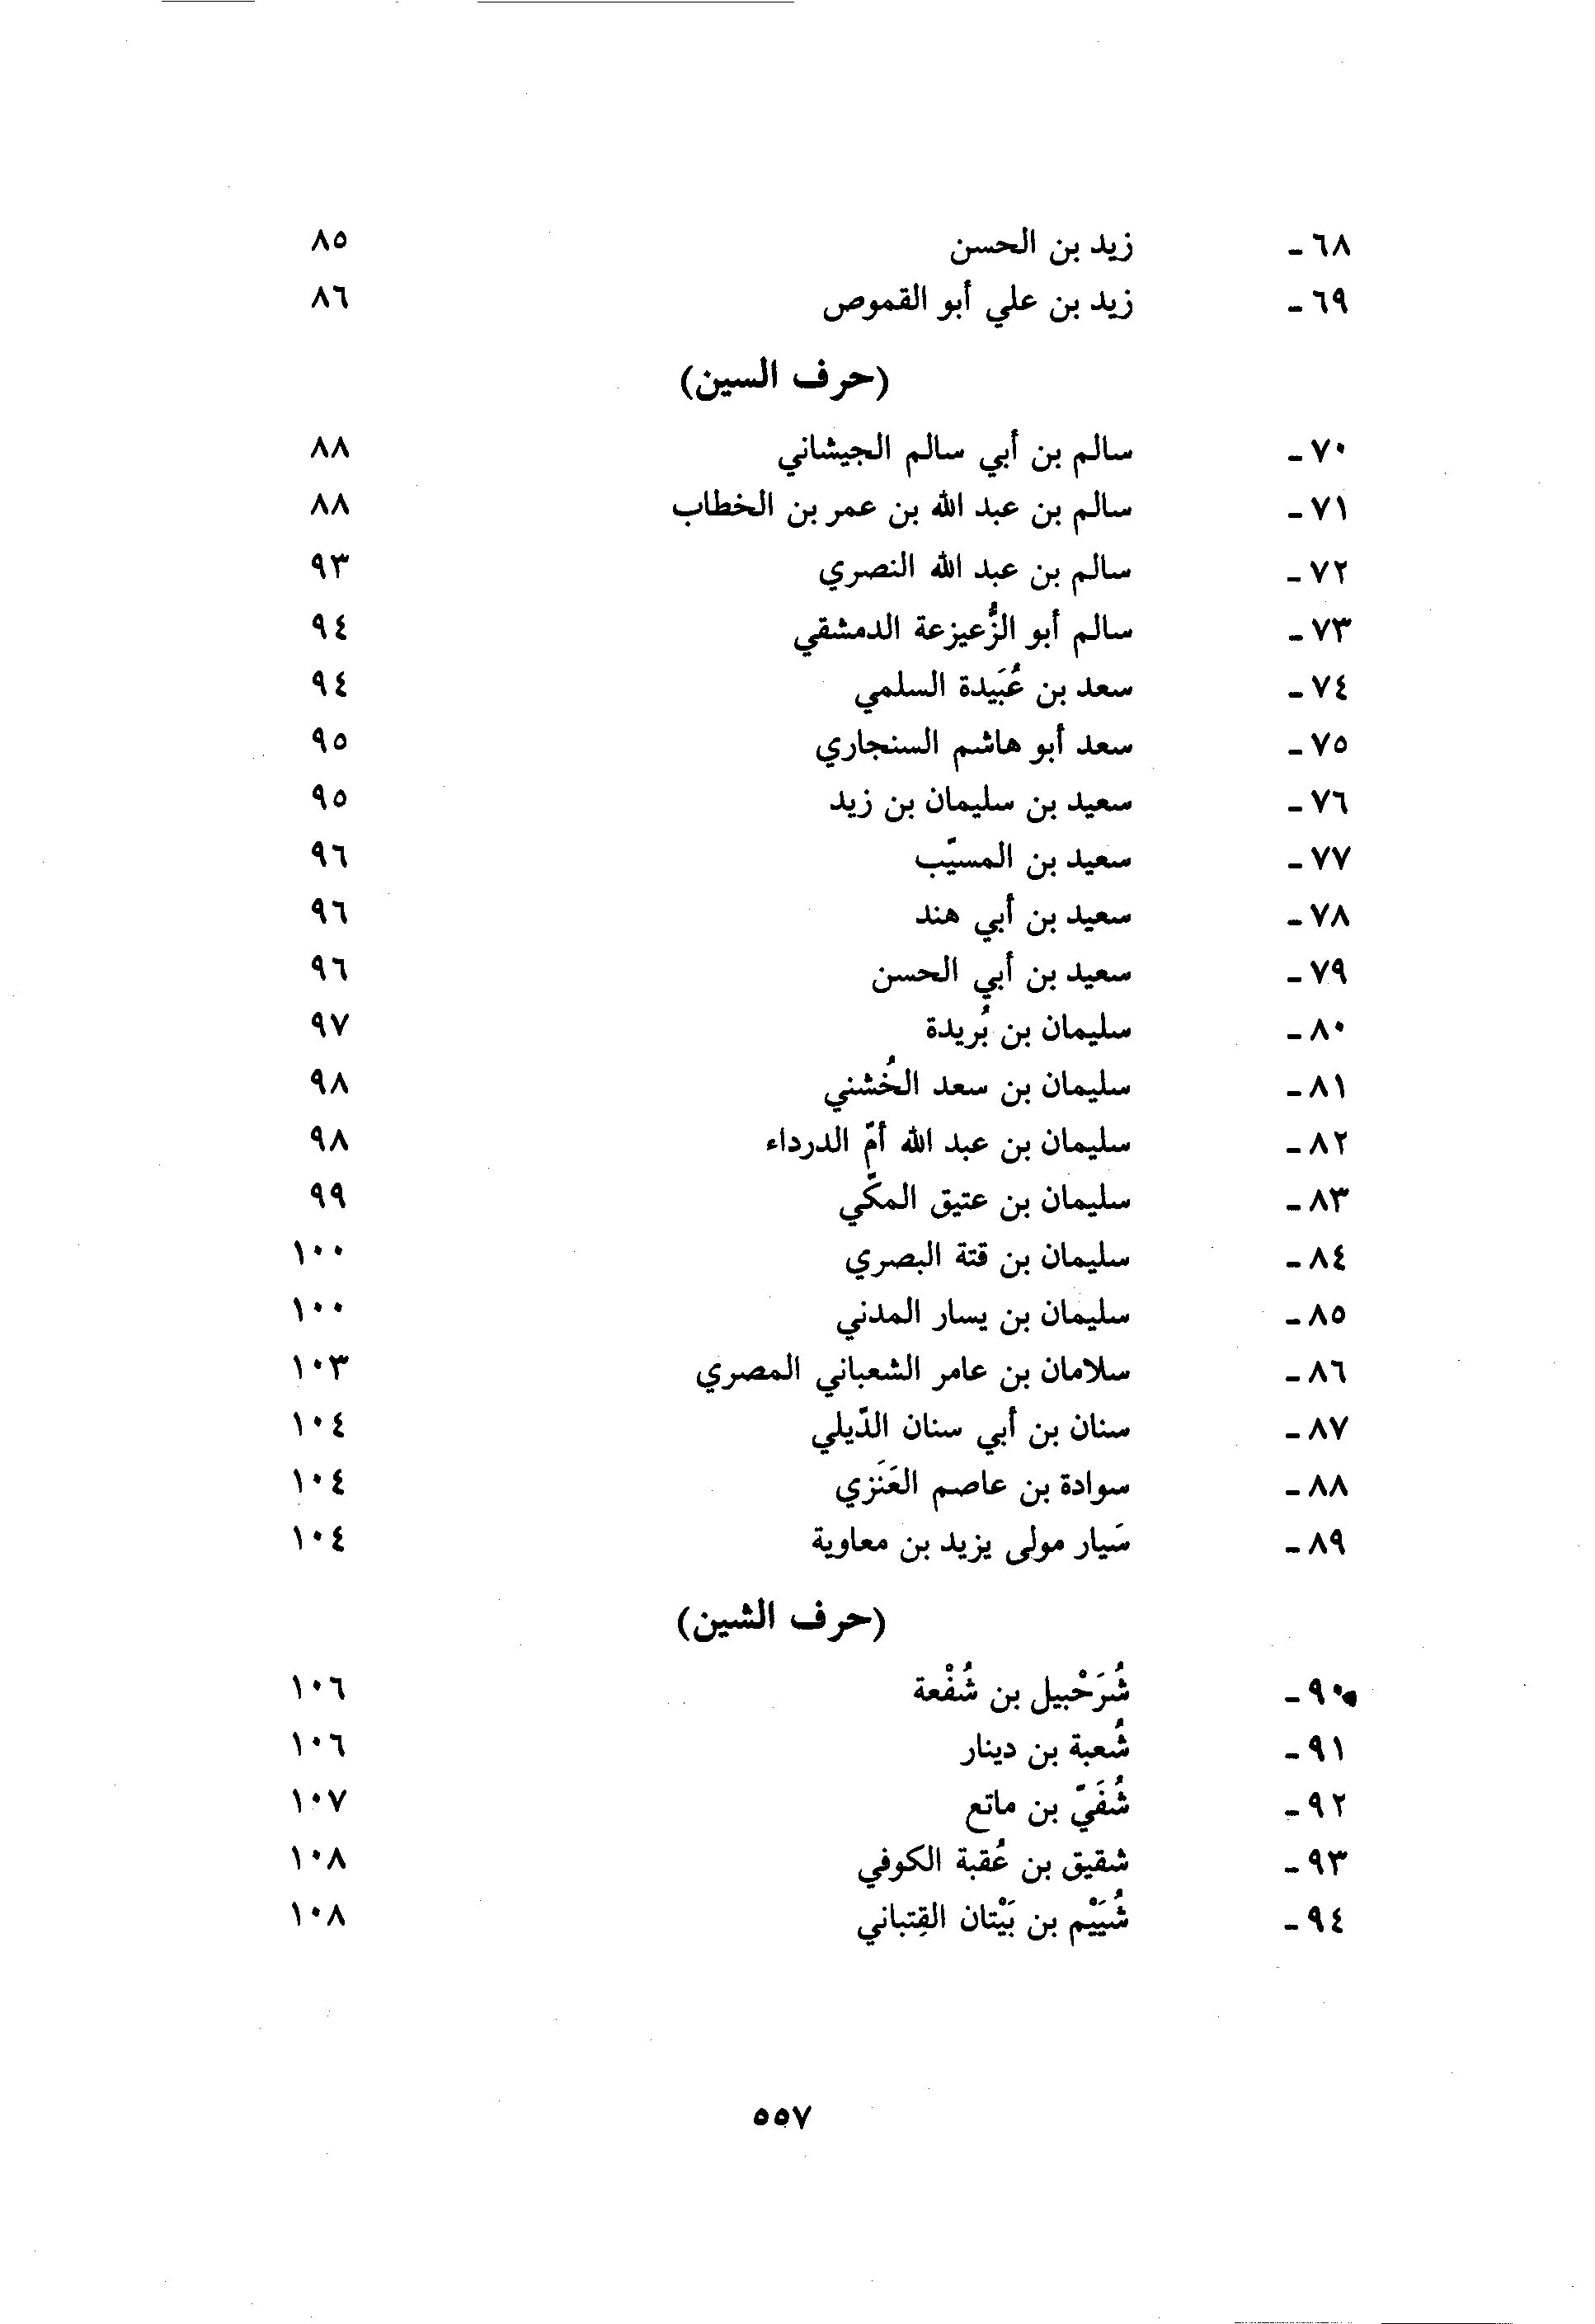 ٦٨ - زيد بن الحسن ٨٥
٦٩ - زيد بن علي أبو القموص ٨٦
(حرف السين)
٧٠ - سالم بن أبي سالم الجيشاني ٨٨
٧١ - سالم بن عبد الله بن عمر بن الخطاب ٨٨
٧٢ - سالم بن عبد الله النصري ٩٣
٧٣ - سالم أبو الزُّعيزعة الدمشقي ٩٤
٧٤ - سعد بن عُبَيدة السلمي ٩٤
٧٥ - سعد أبو هاشم السنجاري ٩٥
٧٦ - سعيد بن سليمان بن زيد ٩٥
٧٧ - سعيد بن المسيّب ٩٦
٧٨ - سعيد بن أبي هند ٩٦
٧٩ - سعيد بن أبي الحسن ٩٦
٨٠ - سليمان بن بُريدة ٩٧
٨١ - سليمان بن سعد الخُشني ٩٨
٨٢ - سليمان بن عبد الله أمّ الدرداء ٩٨
٨٣ - سليمان بن عتيق المكّي ٩٩
٨٤ - سليمان بن قتة البصري ١٠٠
٨٥ - سليمان بن يسار المدني ١٠٠
٨٦ - سلامان بن عامر الشعباني المصري ١٠٣
٨٧ - سنان بن أبي سنان الدّيلي ١٠٤
٨٨ - سوادة بن عاصم العَنَزي ١٠٤
٨٩ - سَيار مولى يزيد بن معاوية ١٠٤
(حرف الشين)
٩٠ - شُرَحْبيل بن شُفْعة ١٠٦
٩١ - شُعبة بن دينار ١٠٦
٩٢ - شُفَيّ بن ماتع ١٠٧
٩٣ - شقيق بن عُقبة الكوفي ١٠٨
٩٤ - شُيَيْم بن بَيْتان القِتباني ١٠٨
٥٥٧